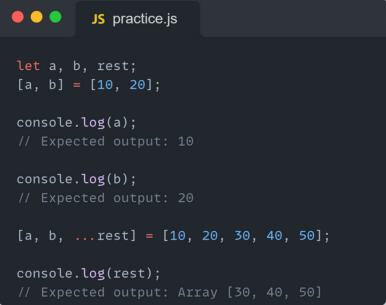 JS practice.js
let a, b, rest;
[a, b] = [10, 20];
console.log(a);
// Expected output: 10
console.log(b);
// Expected output: 20
[a, b, ...rest] = [10, 20, 30, 40, 50];
console.log(rest);
// Expected output: Array [30, 40, 50]